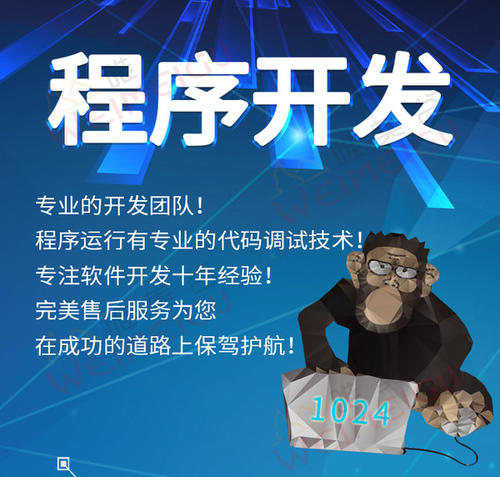 程序开发
专业的开发团队！
程序运行有专业的代码调试技术！
专注软件开发十年经验！
完美售后服务为您
在成功的道路上保驾护航！
1024